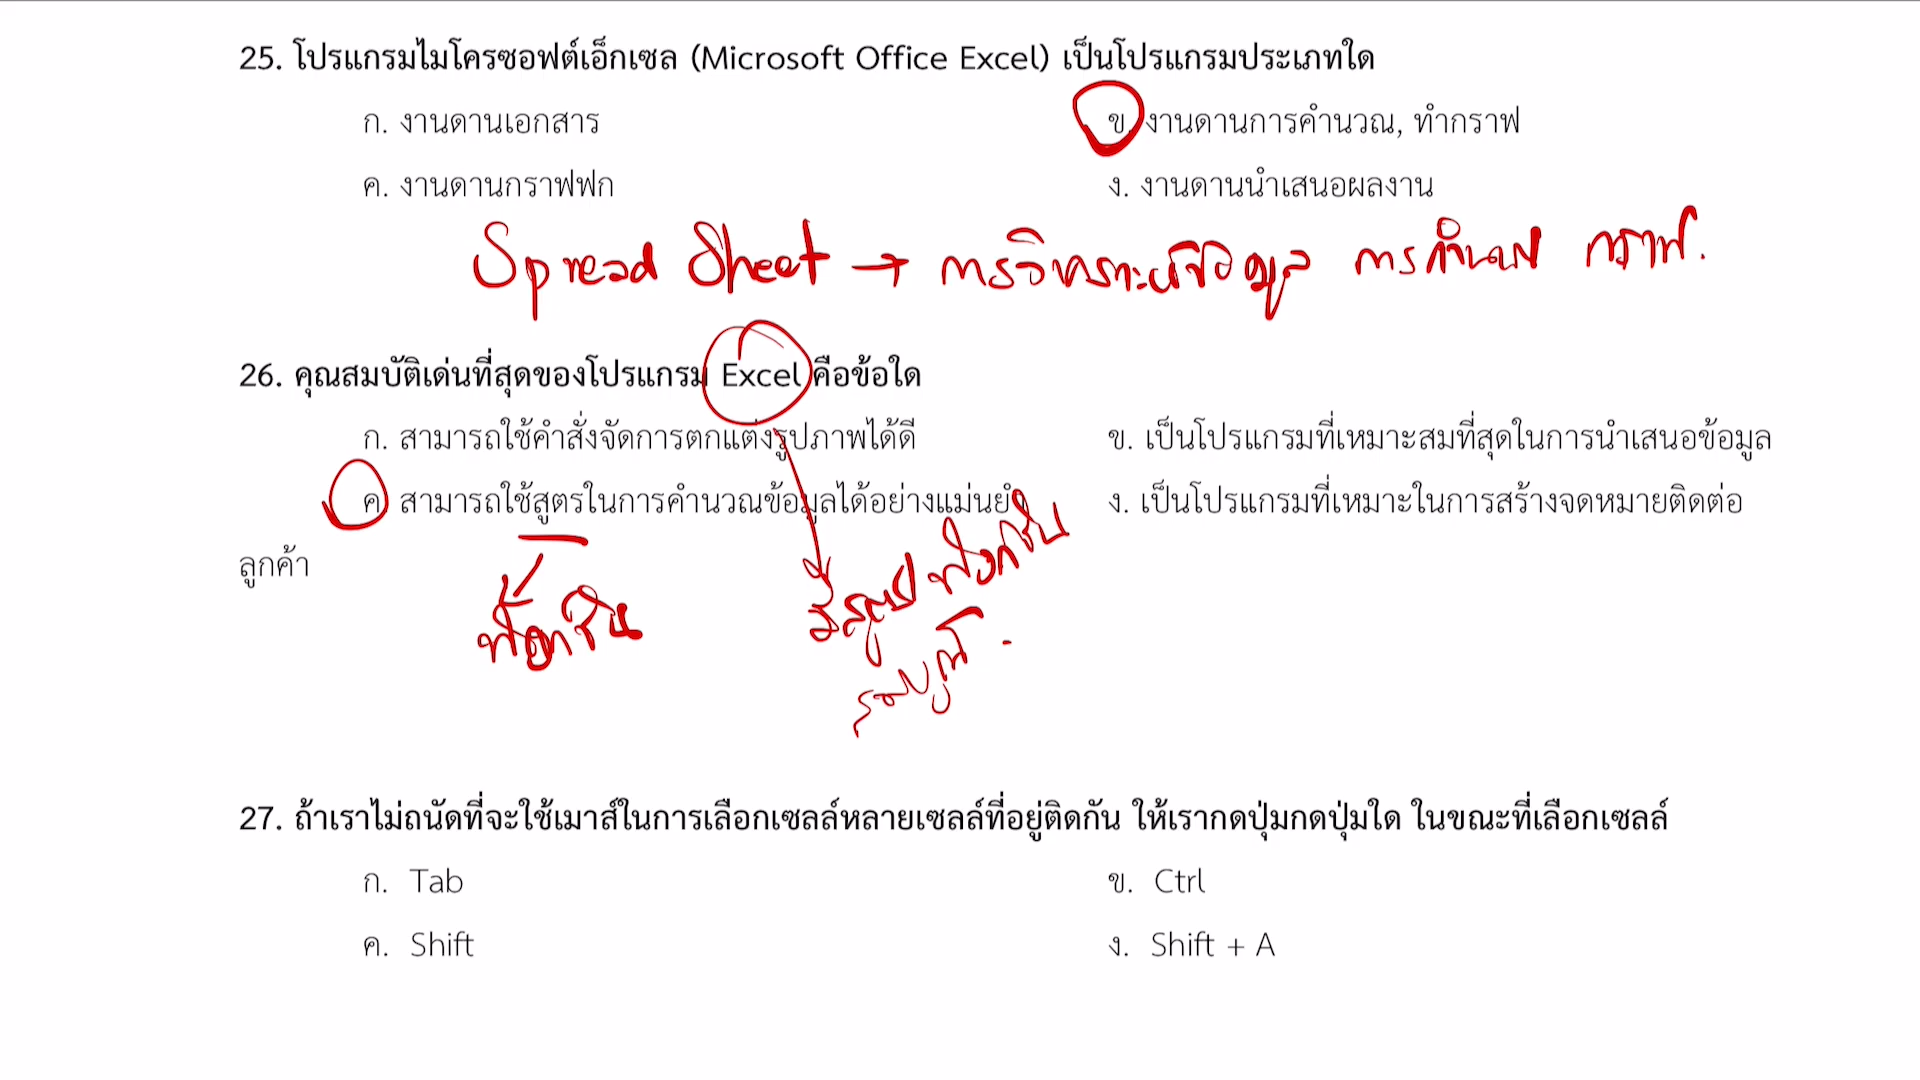 25. โปรแกรมไมโครซอฟต์เอ็กเซล (Microsoft Office Excel) เป็นโปรแกรมประเภทใด
ก. งานดานเอกสาร
ข. งานดานการคำนวณ, ทำกราฟ
ค. งานดานกราฟฟก
ง. งานดานนำเสนอผลงาน
Spread Sheet → การวิเคราะห์ข้อมูล การคำนวณ กราฟ.
26. คุณสมบัติเด่นที่สุดของโปรแกรม Excel คือข้อใด
ก. สามารถใช้คำสั่งจัดการตกแต่งรูปภาพได้ดี
ข. เป็นโปรแกรมที่เหมาะสมที่สุดในการนำเสนอข้อมูล
ค สามารถใช้สูตรในการคำนวณข้อมูลได้อย่างแม่นยำ
ง. เป็นโปรแกรมที่เหมาะในการสร้างจดหมายติดต่อ
ลูกค้า
ฟังก์ชัน
มีสูตร ฟังก์ชัน
27. ถ้าเราไม่ถนัดที่จะใช้เมาส์ในการเลือกเซลล์หลายเซลล์ที่อยู่ติดกัน ให้เรากดปุ่มกดปุ่มใด ในขณะที่เลือกเซลล์
ก. Tab
ข. Ctrl
ค. Shift
ง. Shift + A